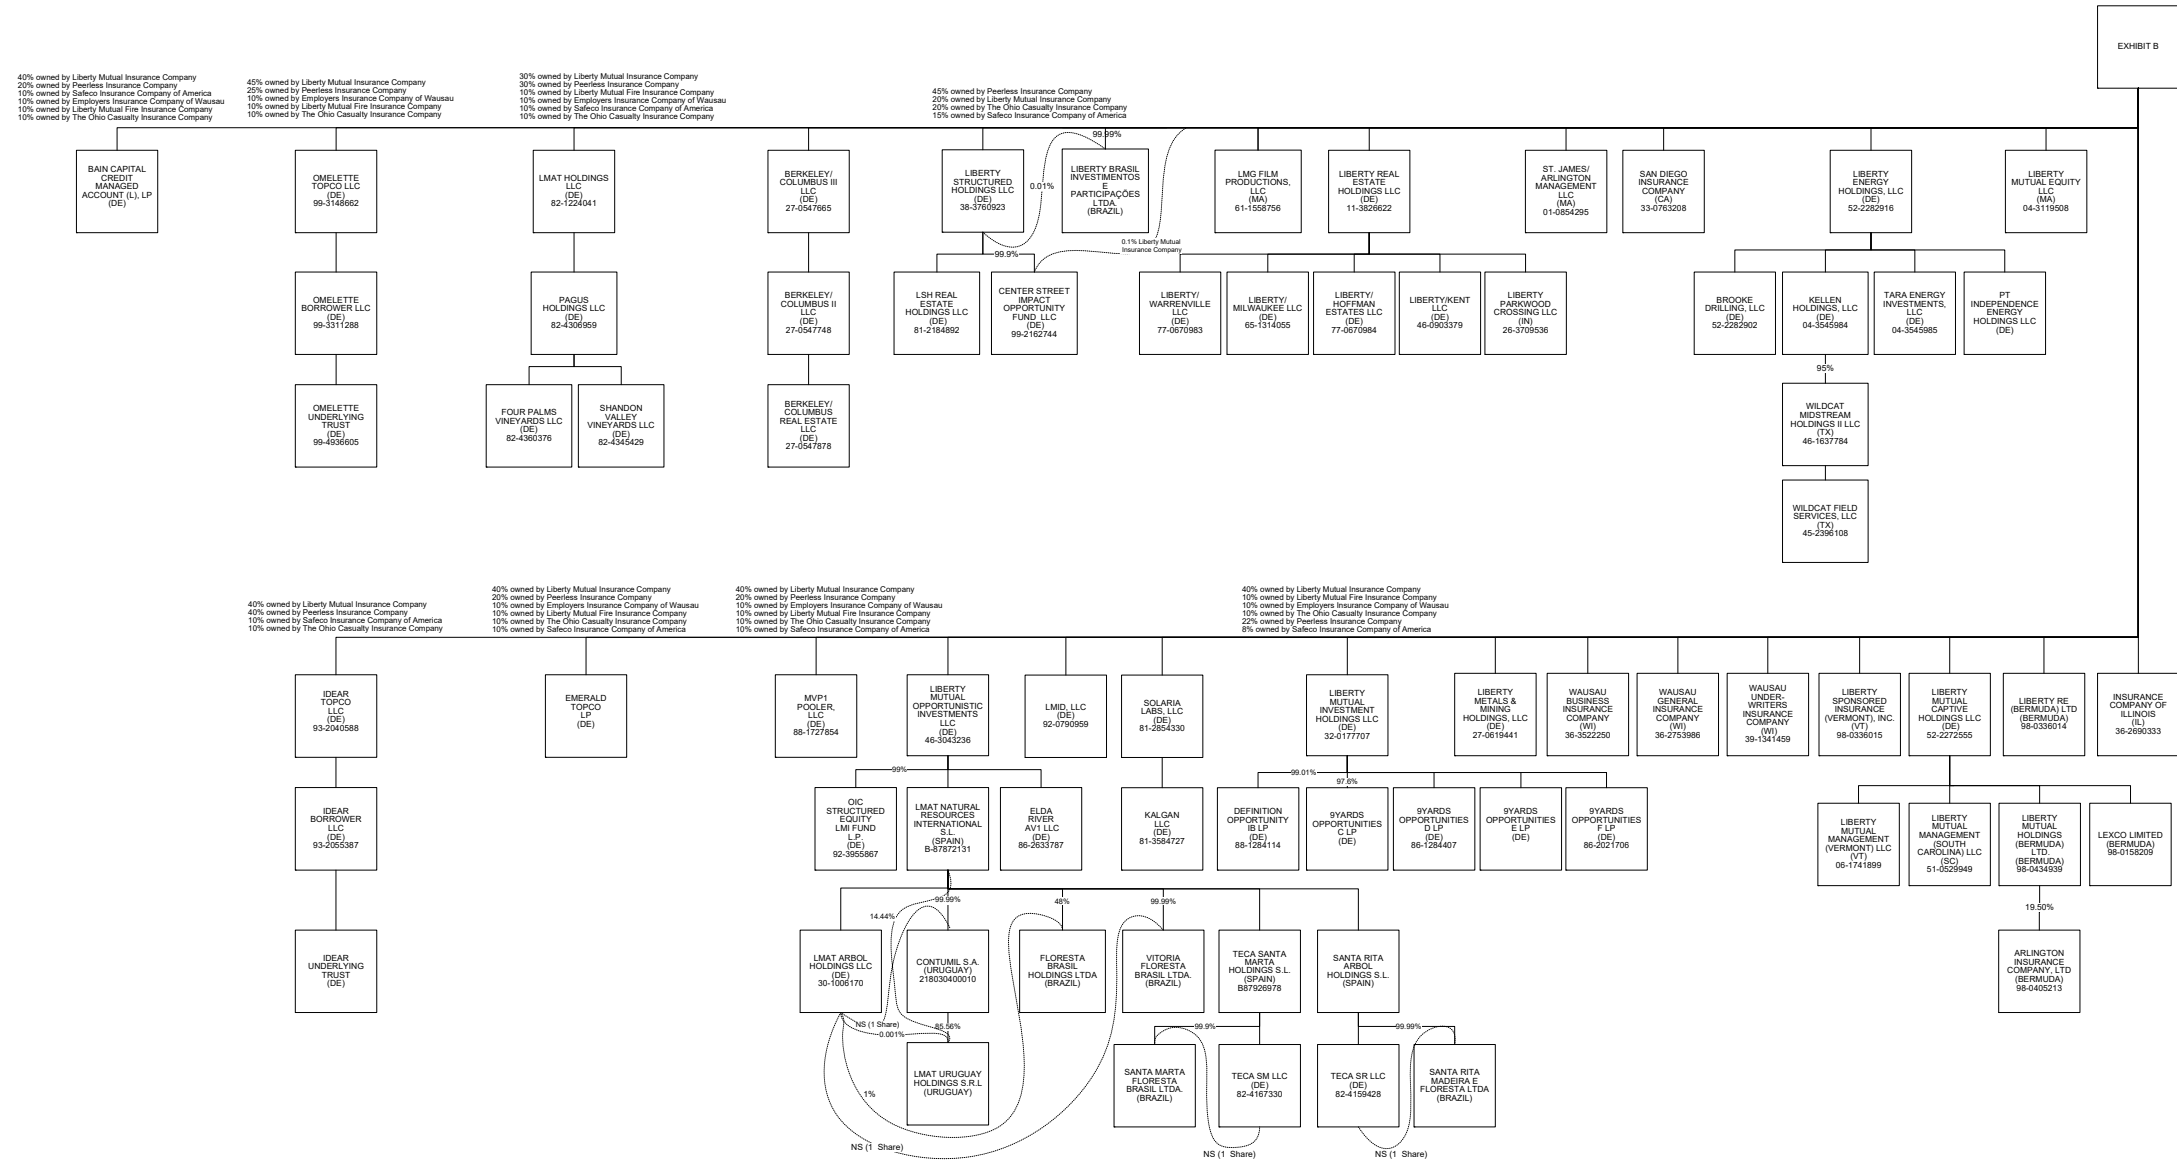 EXHIBIT B
40% owned by Liberty Mutual Insurance Company
20% owned by Peerless Insurance Company
10% owned by Safeco Insurance Company of America
10% owned by Employers Insurance Company of Wausau
10% owned by Liberty Mutual Fire Insurance Company
10% owned by The Ohio Casualty Insurance Company
45% owned by Liberty Mutual Insurance Company
25% owned by Peerless Insurance Company
10% owned by Employers Insurance Company of Wausau
10% owned by Liberty Mutual Fire Insurance Company
10% owned by The Ohio Casualty Insurance Company
30% owned by Liberty Mutual Insurance Company
30% owned by Peerless Insurance Company
10% owned by Liberty Mutual Fire Insurance Company
10% owned by Employers Insurance Company of Wausau
10% owned by Safeco Insurance Company of America
10% owned by The Ohio Casualty Insurance Company
45% owned by Peerless Insurance Company
20% owned by Liberty Mutual Insurance Company
20% owned by The Ohio Casualty Insurance Company
15% owned by Safeco Insurance Company of America
BAIN CAPITAL
CREDIT
MANAGED
ACCOUNT (L), LP
(DE)
OMELETTE
TOPCO LLC
(DE)
99-3148662
LMAT HOLDINGS
LLC
(DE)
82-1224041
BERKELEY/
COLUMBUS III
LLC
(DE)
27-0547665
LIBERTY
STRUCTURED
HOLDINGS LLC
(DE)
38-3760923
0.01%
99.99%
LIBERTY BRASIL
INVESTIMENTOS
E
PARTICIPAÇÕES
LTDA.
(BRAZIL)
LMG FILM
PRODUCTIONS,
LLC
(MA)
61-1558756
LIBERTY REAL
ESTATE
HOLDINGS LLC
(DE)
11-3826622
ST. JAMES/
ARLINGTON
MANAGEMENT
LLC
(MA)
01-0854295
SAN DIEGO
INSURANCE
COMPANY
(CA)
33-0763208
LIBERTY
ENERGY
HOLDINGS, LLC
(DE)
52-2282916
LIBERTY
MUTUAL EQUITY
LLC
(MA)
04-3119508
99.9%
0.1% Liberty Mutual
Insurance Company
OMELETTE
BORROWER LLC
(DE)
99-3311288
PAGUS
HOLDINGS LLC
(DE)
82-4306959
BERKELEY/
COLUMBUS II
LLC
(DE)
27-0547748
LSH REAL
ESTATE
HOLDINGS LLC
(DE)
81-2184892
CENTER STREET
IMPACT
OPPORTUNITY
FUND LLC
(DE)
99-2162744
LIBERTY/
WARRENVILLE
LLC
(DE)
77-0670983
LIBERTY/
MILWAUKEE LLC
(DE)
65-1314055
LIBERTY/
HOFFMAN
ESTATES LLC
(DE)
77-0670984
LIBERTY/KENT
LLC
(DE)
46-0903379
LIBERTY
PARKWOOD
CROSSING LLC
(IN)
26-3709536
BROOKE
DRILLING, LLC
(DE)
52-2282902
KELLEN
HOLDINGS, LLC
(DE)
04-3545984
TARA ENERGY
INVESTMENTS,
LLC
(DE)
04-3545985
PT
INDEPENDENCE
ENERGY
HOLDINGS LLC
(DE)
95%
OMELETTE
UNDERLYING
TRUST
(DE)
99-4936605
FOUR PALMS
VINEYARDS LLC
(DE)
82-4360376
SHANDON
VALLEY
VINEYARDS LLC
(DE)
82-4345429
BERKELEY/
COLUMBUS
REAL ESTATE
LLC
(DE)
27-0547878
WILDCAT
MIDSTREAM
HOLDINGS II LLC
(TX)
46-1637784
WILDCAT FIELD
SERVICES, LLC
(TX)
45-2396108
40% owned by Liberty Mutual Insurance Company
40% owned by Peerless Insurance Company
10% owned by Safeco Insurance Company of America
10% owned by The Ohio Casualty Insurance Company
40% owned by Liberty Mutual Insurance Company
20% owned by Peerless Insurance Company
10% owned by Employers Insurance Company of Wausau
10% owned by Liberty Mutual Fire Insurance Company
10% owned by The Ohio Casualty Insurance Company
10% owned by Safeco Insurance Company of America
40% owned by Liberty Mutual Insurance Company
20% owned by Peerless Insurance Company
10% owned by Employers Insurance Company of Wausau
10% owned by Liberty Mutual Fire Insurance Company
10% owned by The Ohio Casualty Insurance Company
10% owned by Safeco Insurance Company of America
40% owned by Liberty Mutual Insurance Company
10% owned by Liberty Mutual Fire Insurance Company
10% owned by Employers Insurance Company of Wausau
10% owned by The Ohio Casualty Insurance Company
22% owned by Peerless Insurance Company
8% owned by Safeco Insurance Company of America
IDEAR
TOPCO
LLC
(DE)
93-2040588
EMERALD
TOPCO
LP
(DE)
MVP1
POOLER,
LLC
(DE)
88-1727854
LIBERTY
MUTUAL
OPPORTUNISTIC
INVESTMENTS
LLC
(DE)
46-3043236
LMID, LLC
(DE)
92-0790959
SOLARIA
LABS, LLC
(DE)
81-2854330
LIBERTY
MUTUAL
INVESTMENT
HOLDINGS LLC
(DE)
32-0177707
LIBERTY
METALS &
MINING
HOLDINGS, LLC
(DE)
27-0619441
WAUSAU
BUSINESS
INSURANCE
COMPANY
(WI)
36-3522250
WAUSAU
GENERAL
INSURANCE
COMPANY
(WI)
36-2753986
WAUSAU
UNDER-
WRITERS
INSURANCE
COMPANY
(WI)
39-1341459
LIBERTY
SPONSORED
INSURANCE
(VERMONT), INC.
(VT)
98-0336015
LIBERTY
MUTUAL
CAPTIVE
HOLDINGS LLC
(DE)
52-2272555
LIBERTY RE
(BERMUDA) LTD
(BERMUDA)
98-0336014
INSURANCE
COMPANY OF
ILLINOIS
(IL)
36-2690333
99%
99.01%
97.6%
IDEAR
BORROWER
LLC
(DE)
93-2055387
OIC
STRUCTURED
EQUITY
LMI FUND
L.P.
(DE)
92-3955867
LMAT NATURAL
RESOURCES
INTERNATIONAL
S.L.
(SPAIN)
B-87872131
ELDA
RIVER
AV1 LLC
(DE)
86-2633787
KALGAN
LLC
(DE)
81-3584727
DEFINITION
OPPORTUNITY
IB LP
(DE)
88-1284114
9YARDS
OPPORTUNITIES
C LP
(DE)
9YARDS
OPPORTUNITIES
D LP
(DE)
86-1284407
9YARDS
OPPORTUNITIES
E LP
(DE)
9YARDS
OPPORTUNITIES
F LP
(DE)
86-2021706
LIBERTY
MUTUAL
MANAGEMENT
(VERMONT) LLC
(VT)
06-1741899
LIBERTY
MUTUAL
MANAGEMENT
(SOUTH
CAROLINA) LLC
(SC)
51-0529949
LIBERTY
MUTUAL
HOLDINGS
(BERMUDA)
LTD.
(BERMUDA)
98-0434939
LEXCO LIMITED
(BERMUDA)
98-0158209
14.44%
99.99%
48%
99.99%
19.50%
IDEAR
UNDERLYING
TRUST
(DE)
LMAT ARBOL
HOLDINGS LLC
(DE)
30-1006170
CONTUMIL S.A.
(URUGUAY)
218030400010
FLORESTA
BRASIL
HOLDINGS LTDA
(BRAZIL)
VITORIA
FLORESTA
BRASIL LTDA.
(BRAZIL)
TECA SANTA
MARTA
HOLDINGS S.L.
(SPAIN)
B87926978
SANTA RITA
ARBOL
HOLDINGS S.L.
(SPAIN)
ARLINGTON
INSURANCE
COMPANY, LTD
(BERMUDA)
98-0405213
NS (1 Share)
0.001%
85.56%
99.9%
99.99%
LMAT URUGUAY
HOLDINGS S.R.L
(URUGUAY)
SANTA MARTA
FLORESTA
BRASIL LTDA.
(BRAZIL)
TECA SM LLC
(DE)
82-4167330
TECA SR LLC
(DE)
82-4159428
SANTA RITA
MADEIRA E
FLORESTA LTDA
(BRAZIL)
1%
NS (1 Share)
NS (1 Share)
NS (1 Share)